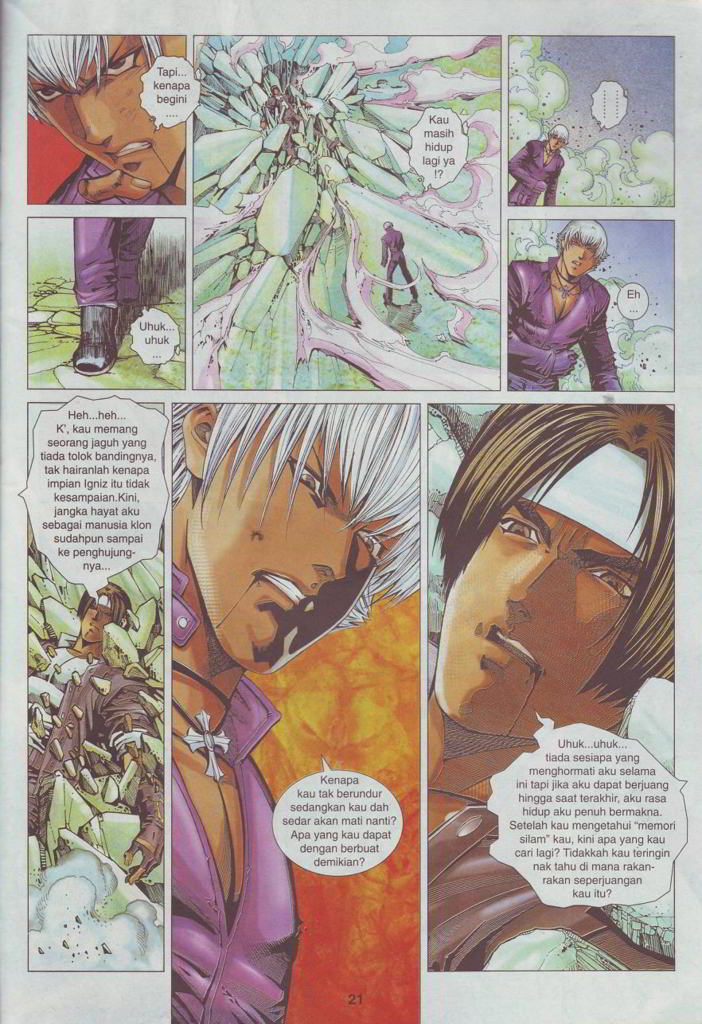 Tapi...
kenapa
begini
....
Kau
masih
hidup
lagi ya
!?
Uhuk...
uhuk
...
Eh
...
Heh...heh...
K', kau memang
seorang jaguh yang
tiada tolok bandingnya,
tak hairanlah kenapa
impian Igniz itu tidak
kesampaian.Kini,
jangka hayat aku
sebagai manusia klon
sudahpun sampai
ke penghujung-
nya...
Kenapa
kau tak berundur
sedangkan kau dah
sedar akan mati nanti?
Apa yang kau dapat
dengan berbuat
demikian?
Uhuk...uhuk...
tiada sesiapa yang
menghormati aku selama
ini tapi jika aku dapat berjuang
hingga saat terakhir, aku rasa
hidup aku penuh bermakna.
Setelah kau mengetahui “memori
silam” kau, kini apa yang kau
cari lagi? Tidakkah kau teringin
nak tahu di mana rakan-
rakan seperjuangan
kau itu?
21